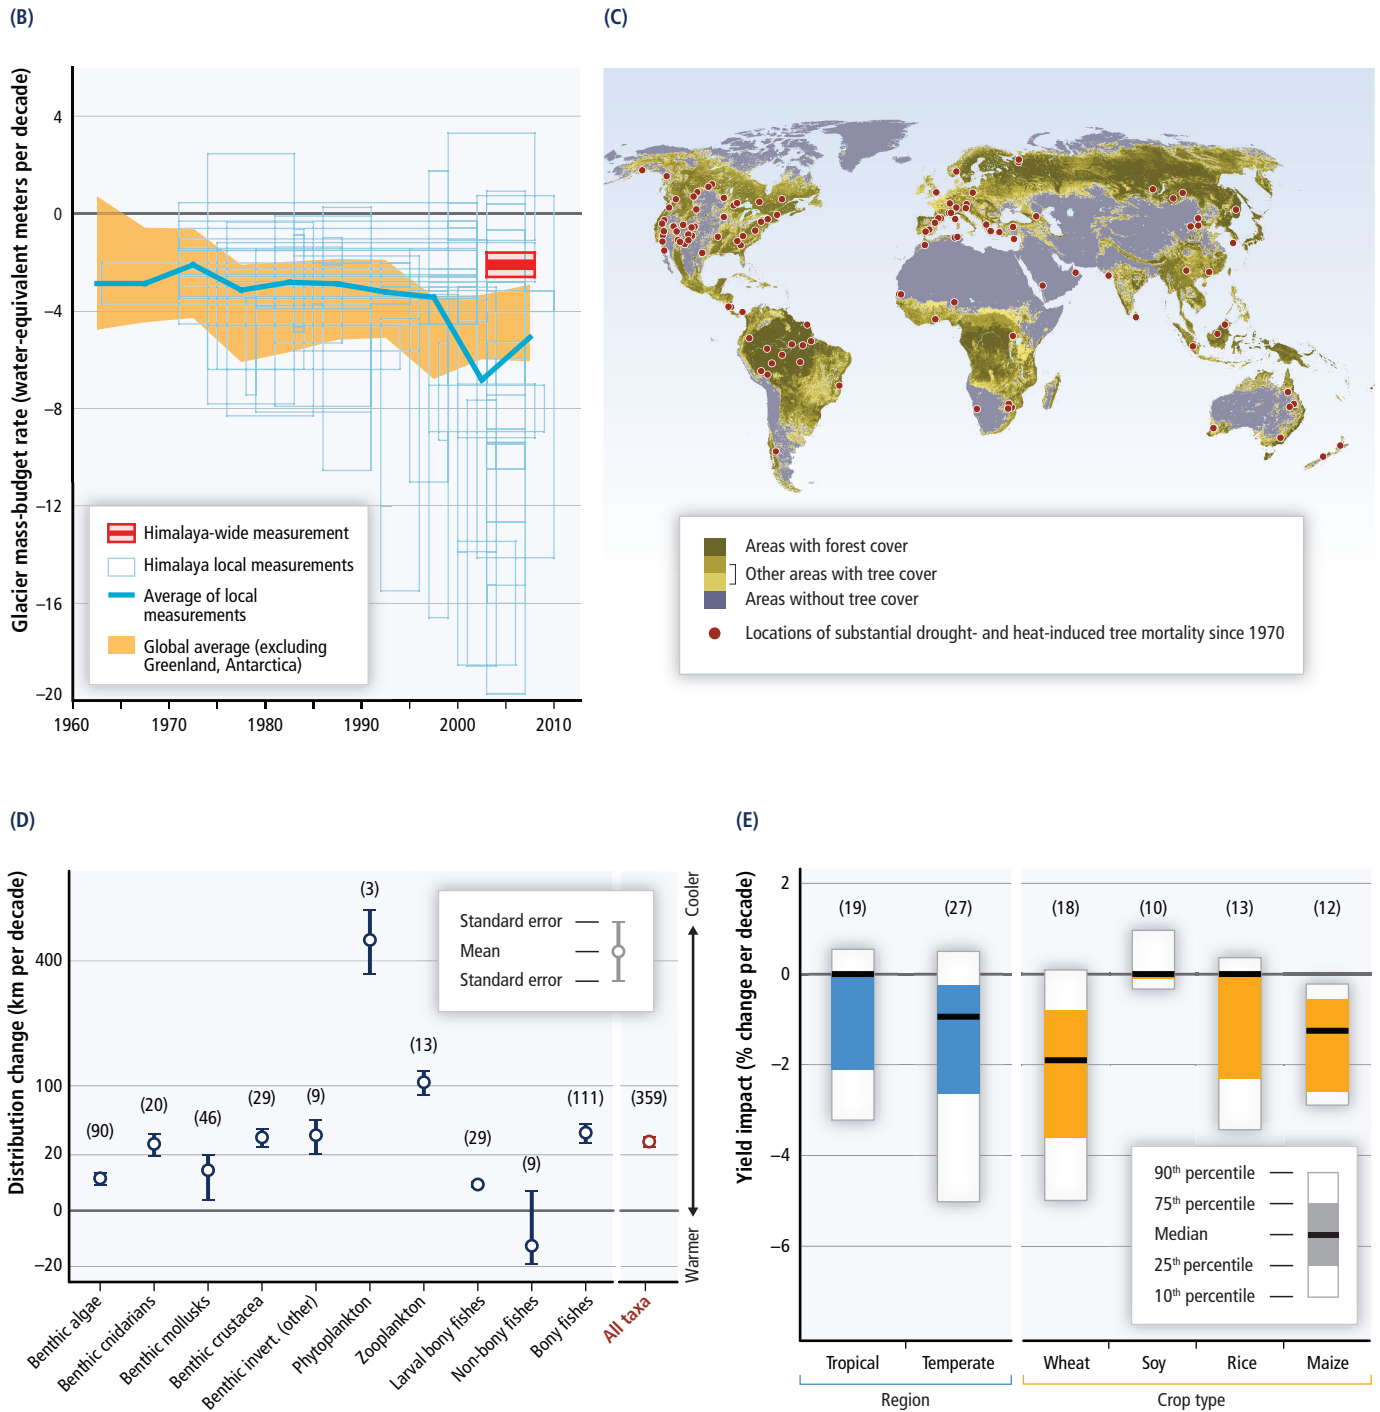 (B)
Glacier mass-budget rate (water-equivalent meters per decade)
4
0
−4
−8
−12
−16
−20
1960
1970
1980
1990
2000
2010
Himalaya-wide measurement
Himalaya local measurements
Average of local
measurements
Global average (excluding
Greenland, Antarctica)
(C)
Areas with forest cover
Other areas with tree cover
Areas without tree cover
Locations of substantial drought- and heat-induced tree mortality since 1970
(D)
Distribution change (km per decade)
400
100
20
0
−20
(90)
(20)
(46)
(29)
(9)
(3)
(13)
(29)
(9)
(111)
(359)
Standard error
Mean
Standard error
Cooler
Warmer
Benthic algae
Benthic cnidarians
Benthic mollusks
Benthic crustacea
Benthic invert. (other)
Phytoplankton
Zooplankton
Larval bony fishes
Non-bony fishes
Bony fishes
All taxa
(E)
Yield impact (% change per decade)
2
0
−2
−4
−6
(19)
(27)
(18)
(10)
(13)
(12)
90th percentile
75th percentile
Median
25th percentile
10th percentile
Tropical
Temperate
Wheat
Soy
Rice
Maize
Region
Crop type